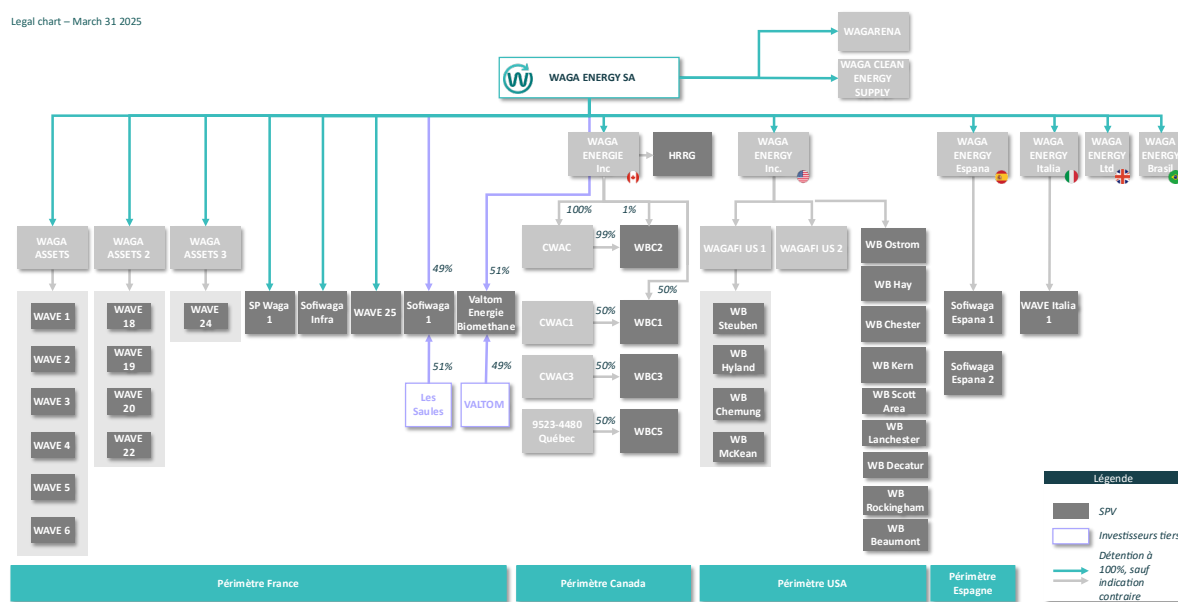 Legal chart – March 31 2025
WAGARENA
WAGA CLEAN
ENERGY
SUPPLY
WAGA ENERGY SA
WAGA
ENERGIE
Inc
HRRG
WAGA
ENERGY
Inc.
WAGA
ENERGY
Espana
WAGA
ENERGY
Italia
WAGA
ENERGY
Ltd
WAGA
ENERGY
Brasil
100%
1%
WAGA
ASSETS
WAGA
ASSETS 2
WAGA
ASSETS 3
CWAC
99%
WBC2
WAGAFI US 1
WAGAFI US 2
WB Ostrom
49%
51%
50%
WB Hay
WAVE 1
WAVE
18
WAVE
24
SP Waga
1
Sofiwaga
Infra
WAVE 25
Sofiwaga
1
Valtom
Energie
Biomethane
CWAC1
50%
WBC1
WB
Steuben
WB Chester
Sofiwaga
Espana 1
WAVE Italia
1
WAVE 2
WAVE
19
51%
49%
CWAC3
50%
WBC3
WB
Hyland
WB Kern
Sofiwaga
Espana 2
WAVE 3
WAVE
20
Les
Saules
VALTOM
WB
Chemung
WB Scott
Area
WAVE 4
WAVE
22
9523-4480
Québec
50%
WBC5
WB
McKean
WB
Lanchester
WAVE 5
WB Decatur
WAVE 6
WB
Rockingham
WB
Beaumont
Légende
SPV
Investisseurs tiers
Détention à
100%, sauf
indication
contraire
Périmètre France
Périmètre Canada
Périmètre USA
Périmètre
Espagne